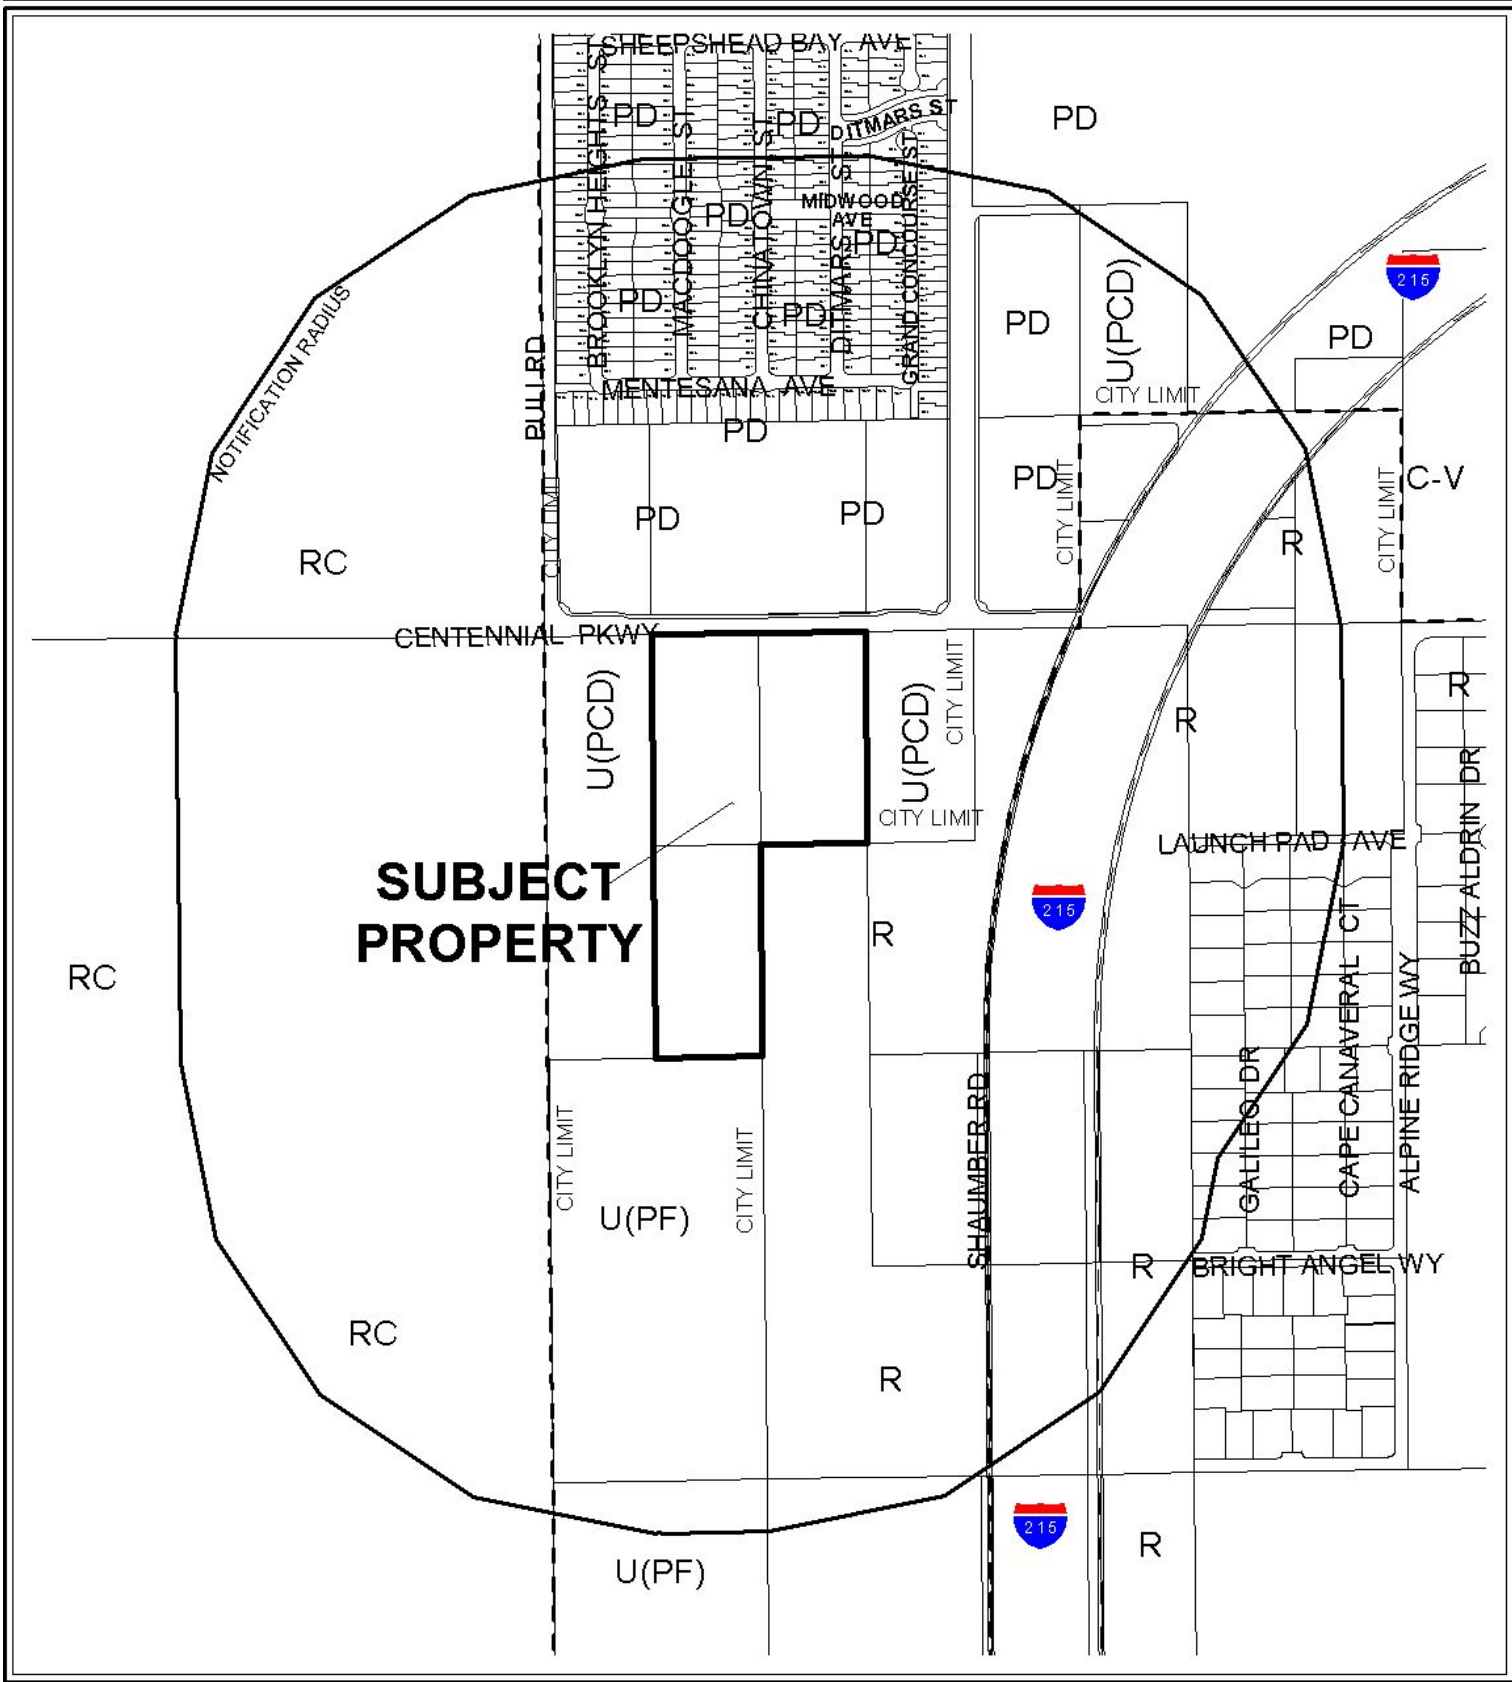 SHEEPSHEAD BAY AVE
PD
PD
DITMARS ST
PD
BROOKLYN HEIGHTS ST
MACDOOGLE ST
CHINA TOWN ST
DITMARS ST
GRAND CONCOURSE ST
MIDWOOD
AVE
PD
PD
PD
PD
215
U(PCD)
PD
PD
NOTIFICATION RADIUS
PULI RD
MENTESANA AVE
CITY LIMIT
PD
PD
CITY LIMIT
CITY LIMIT
C-V
CITY LIMIT
PD
PD
R
RC
CENTENNIAL PKWY
U(PCD)
U(PCD)
CITY LIMIT
R
R
CITY LIMIT
LAUNCH PAD AVE
BUZZ ALDRIN DR
SUBJECT
PROPERTY
215
R
RC
SHAUMBER RD
GALILEO DR
CAPE CANAVERAL CT
ALPINE RIDGE WY
CITY LIMIT
CITY LIMIT
U(PF)
R
BRIGHT ANGEL WY
RC
R
215
R
U(PF)